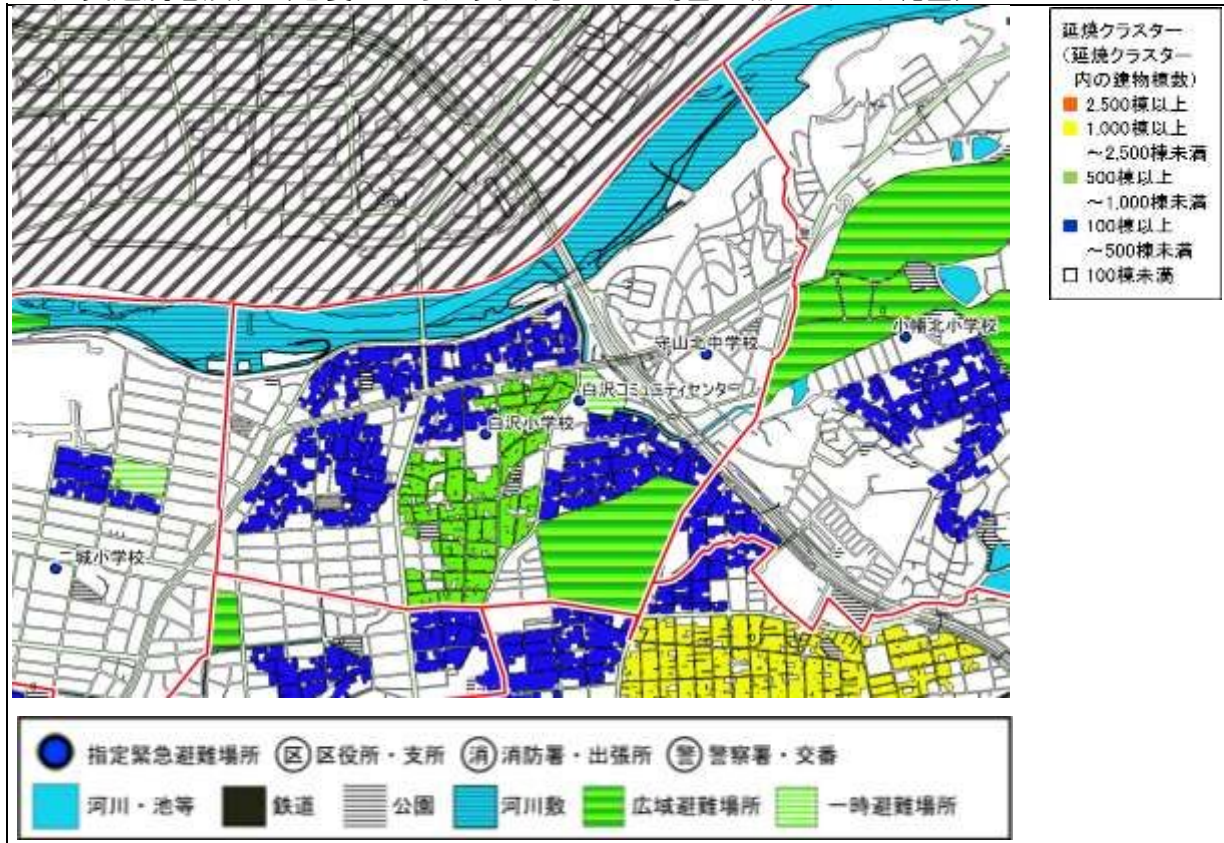 延焼クラスター
（延焼クラスター
内の建物棟数）
2,500棟以上
1,000棟以上
～2,500棟未満
500棟以上
～1,000棟未満
100棟以上
～500棟未満
100棟未満
小幡北小学校
守山北中学校
白沢コミュニティセンター
白沢小学校
二城小学校
指定緊急避難場所
区 区役所・支所
消 消防署・出張所
警 警察署・交番
河川・池等
鉄道
公園
河川敷
広域避難場所
一時避難場所